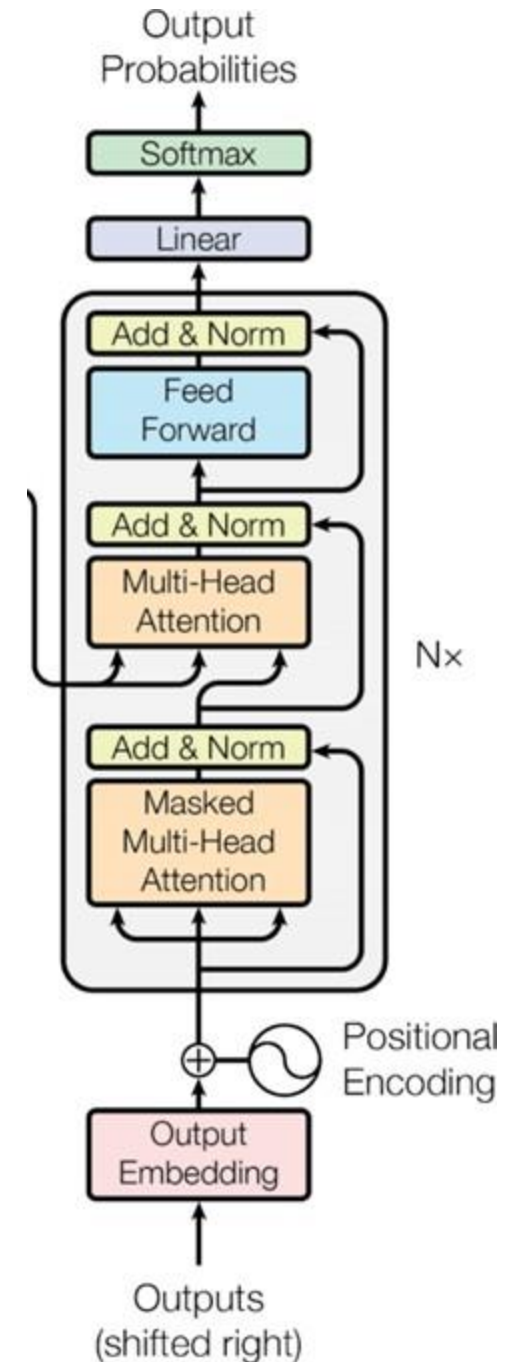 Output
Probabilities
Softmax
Linear
Add & Norm
Feed
Forward
Add & Norm
Multi-Head
Attention
N×
Add & Norm
Masked
Multi-Head
Attention
Positional
Encoding
Output
Embedding
Outputs
(shifted right)